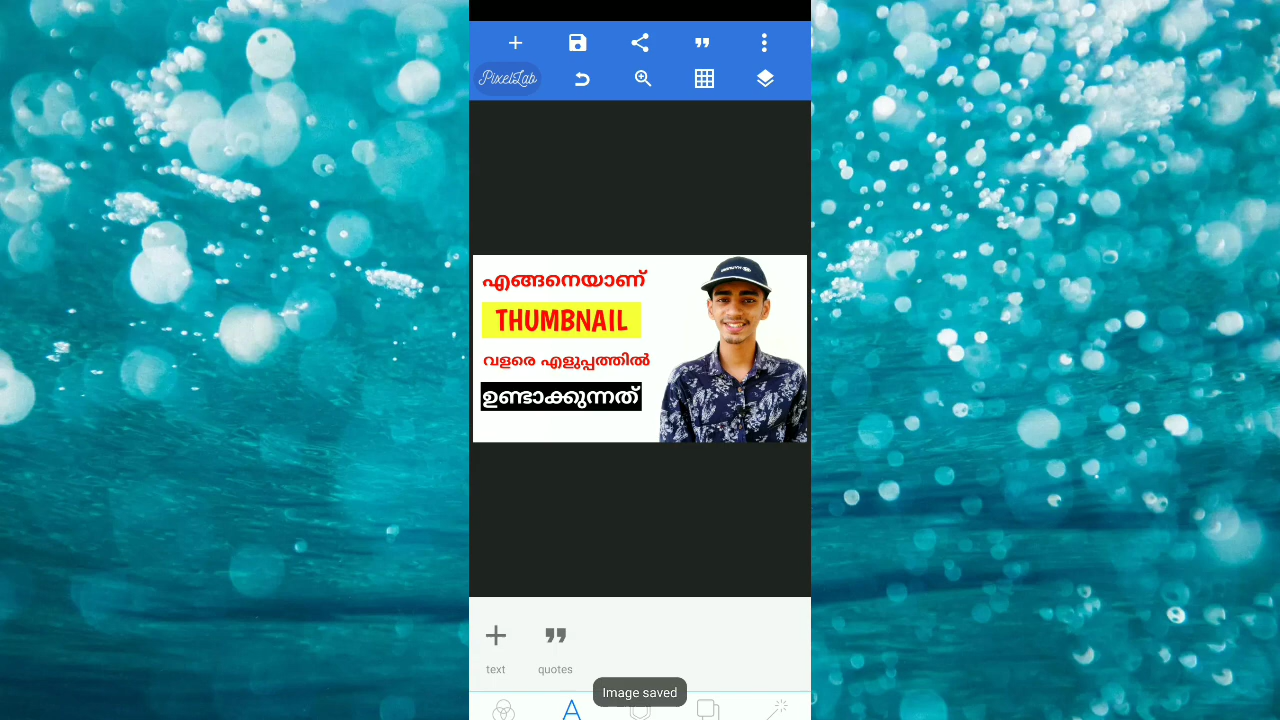 PixelLab
എങ്ങനെയാണ്
THUMBNAIL
വളരെ എളുപ്പത്തിൽ
ഉണ്ടാക്കുന്നത്
text
quotes
Image saved